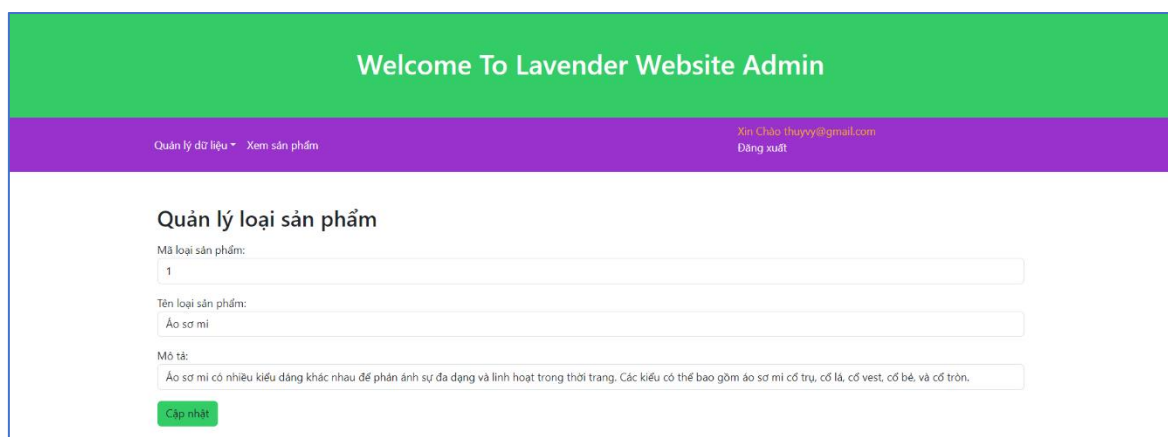 Welcome To Lavender Website Admin
Quản lý dữ liệu Xem sản phẩm
Xin Chào thuyvy@gmail.com
Đăng xuất
Quản lý loại sản phẩm
Mã loại sản phẩm:
1
Tên loại sản phẩm:
Áo sơ mi
Mô tả:
Áo sơ mi có nhiều kiểu dáng khác nhau để phản ánh sự đa dạng và linh hoạt trong thời trang. Các kiểu có thể bao gồm áo sơ mi cổ trụ, cổ lá, cổ vest, cổ bẻ, và cổ tròn.
Cập nhật